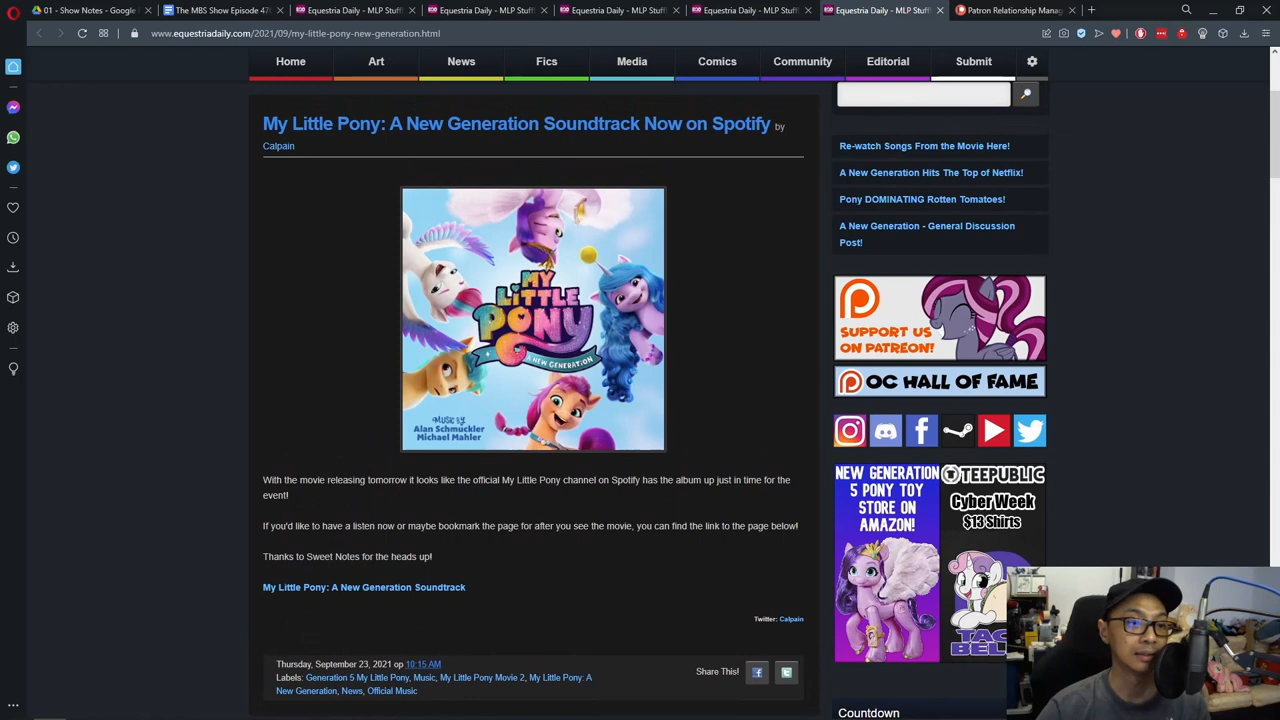 01 - Show Notes - Google
The MBS Show Episode 47
Equestria Daily - MLP Stuff!
Equestria Daily - MLP Stuff!
Equestria Daily - MLP Stuff!
Equestria Daily - MLP Stuff!
Equestria Daily - MLP Stuff!
Patron Relationship Manag
www.equestriadaily.com/2021/09/my-little-pony-new-generation.html
Home
Art
News
Fics
Media
Comics
Community
Editorial
Submit
My Little Pony: A New Generation Soundtrack Now on Spotify by
Calpain
MY
LITTLE
PONY
A NEW GENERATION
MUSIC BY
Alan Schmuckler
Michael Mahler
With the movie releasing tomorrow it looks like the official My Little Pony channel on Spotify has the album up just in time for the
event!
If you'd like to have a listen now or maybe bookmark the page for after you see the movie, you can find the link to the page below!
Thanks to Sweet Notes for the heads up!
My Little Pony: A New Generation Soundtrack
Twitter: Calpain
Thursday, September 23, 2021 op 10:15 AM
Labels: Generation 5 My Little Pony, Music, My Little Pony Movie 2, My Little Pony: A
New Generation, News, Official Music
Share This!
Re-watch Songs From the Movie Here!
A New Generation Hits The Top of Netflix!
Pony DOMINATING Rotten Tomatoes!
A New Generation - General Discussion
Post!
SUPPORT US
ON PATREON!
OC HALL OF FAME
NEW GENERATION
5 PONY TOY
STORE ON
AMAZON!
TEEPUBLIC
Cyber Week
$13 Shirts
TACO
BELL
Countdown